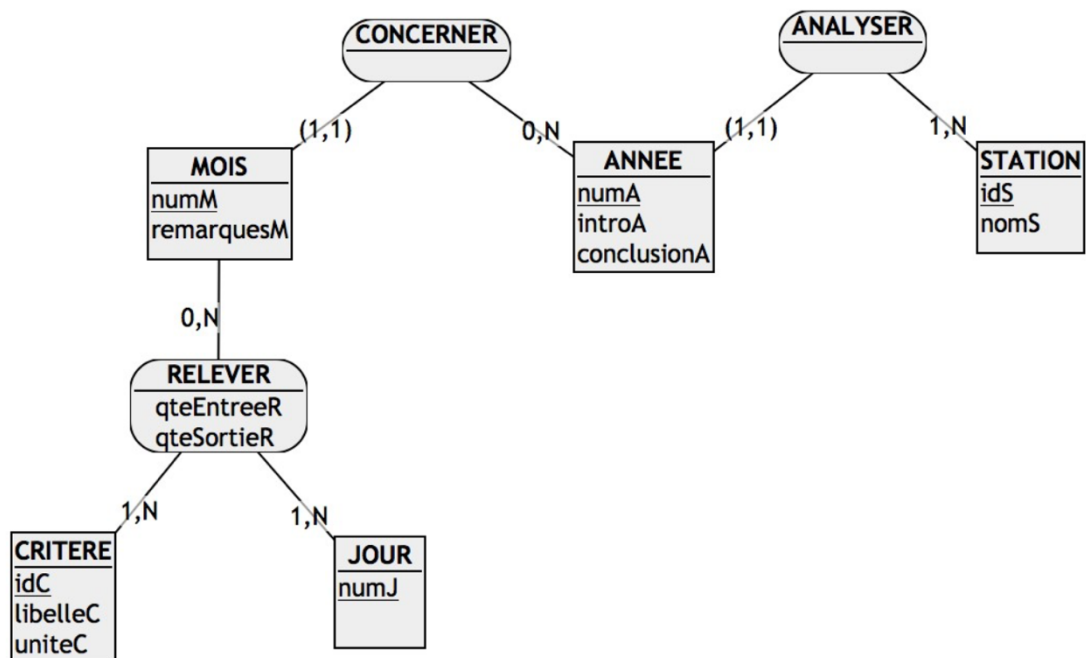 CONCERNER
ANALYSER
(1,1)
0,N
(1,1)
1,N
MOIS
numM
remarquesM
ANNEE
numA
introA
conclusionA
STATION
idS
nomS
0,N
RELEVER
qteEntreeR
qteSortieR
1,N
1,N
CRITERE
idC
libelleC
uniteC
JOUR
numJ